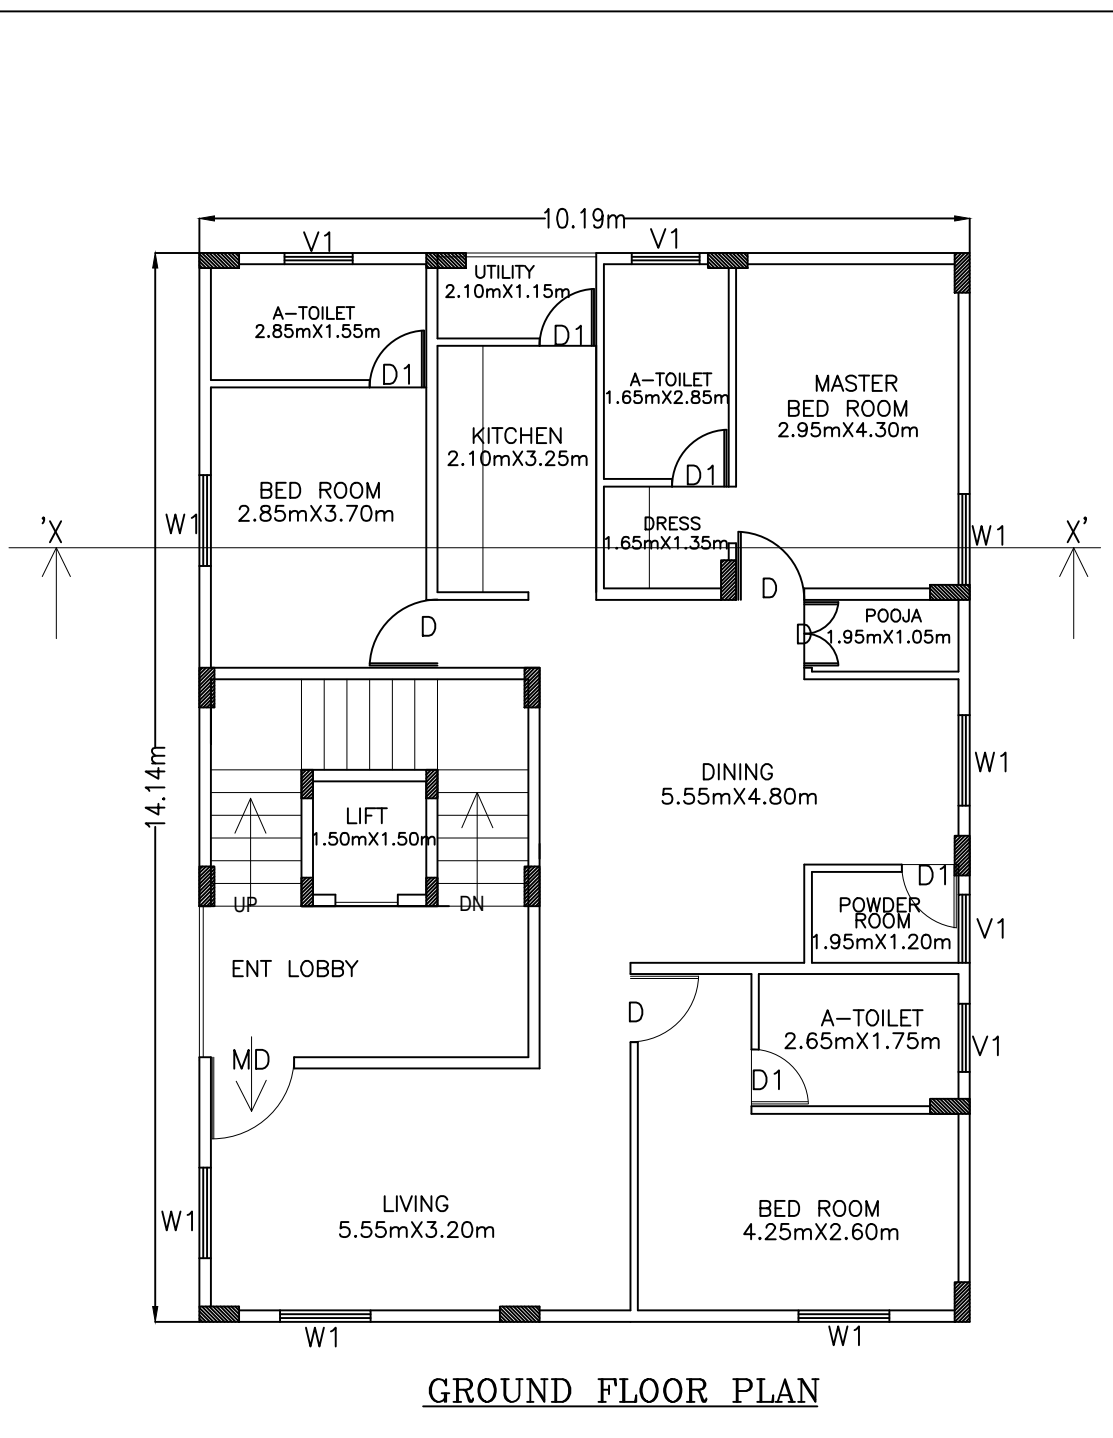 10.19m
V1
V1
UTILITY
2.10mX1.15m
D1
A-TOILET
2.85mX1.55m
D1
A-TOILET
1.65mX2.85m
D1
MASTER
BED ROOM
2.95mX4.30m
KITCHEN
2.10mX3.25m
BED ROOM
2.85mX3.70m
W1
'X
DRESS
1.65mX1.35m
W1
X'
D
D
POOJA
1.95mX1.05m
D
14.14m
DINING
5.55mX4.80m
W1
LIFT
1.50mX1.50m
UP
DN
D1
POWDER
ROOM
1.95mX1.20m
V1
ENT LOBBY
MD
D
A-TOILET
2.65mX1.75m
V1
D1
LIVING
5.55mX3.20m
W1
BED ROOM
4.25mX2.60m
W1
W1
GROUND FLOOR PLAN